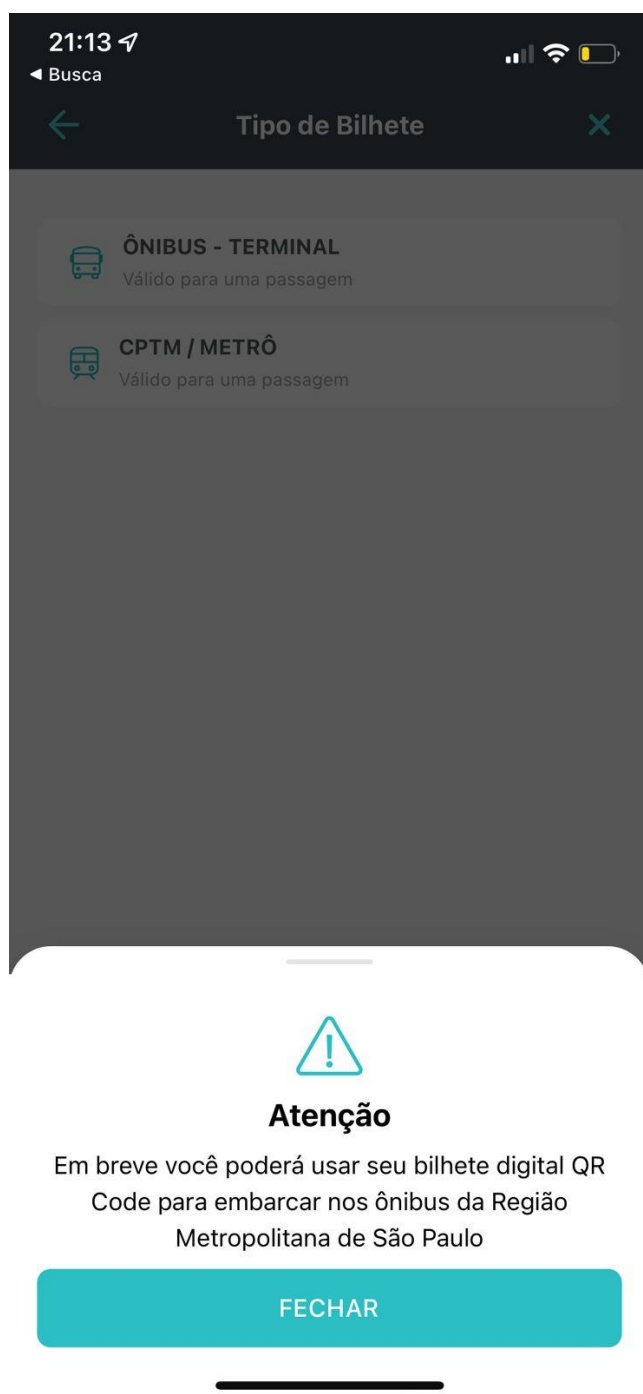 21:13
Busca
Tipo de Bilhete
ÔNIBUS - TERMINAL
Válido para uma passagem
CPTM / METRÔ
Válido para uma passagem
Atenção
Em breve você poderá usar seu bilhete digital QR
Code para embarcar nos ônibus da Região
Metropolitana de São Paulo
FECHAR